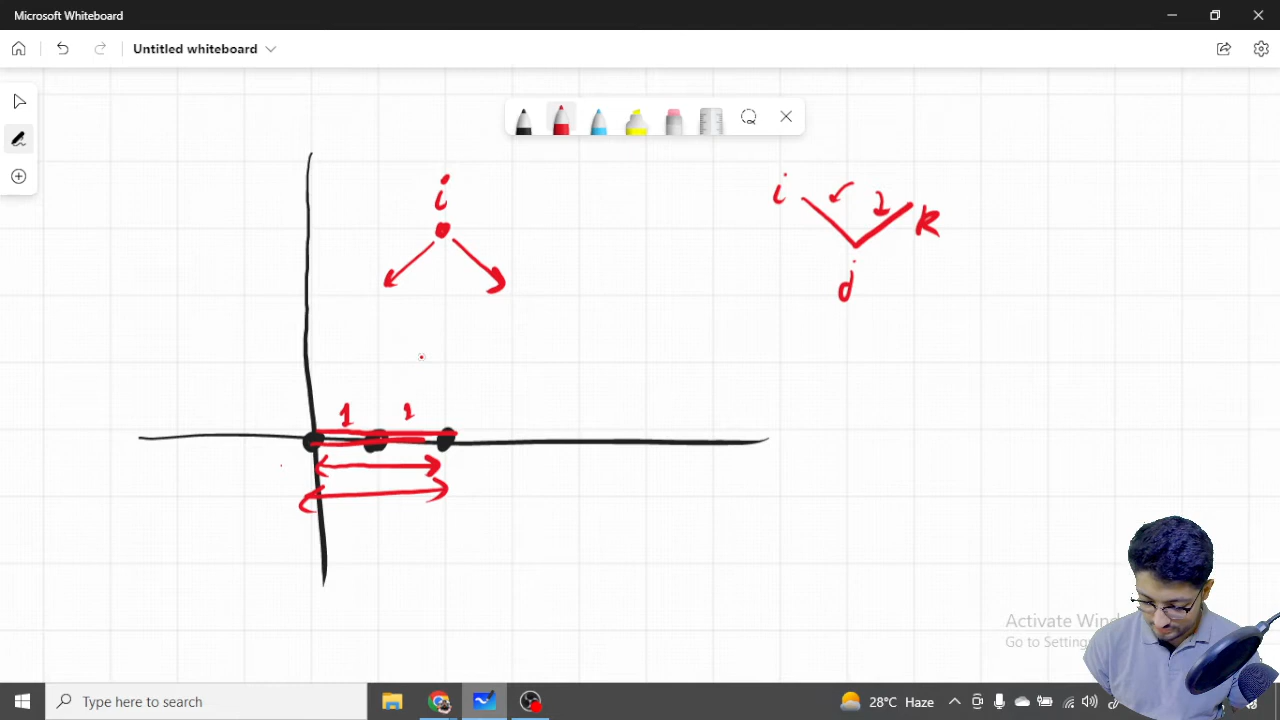 Microsoft Whiteboard
Untitled whiteboard
i
i
2
k
j
1
1
Activate Wind
Go to Setting
Type here to search
28°C Haze